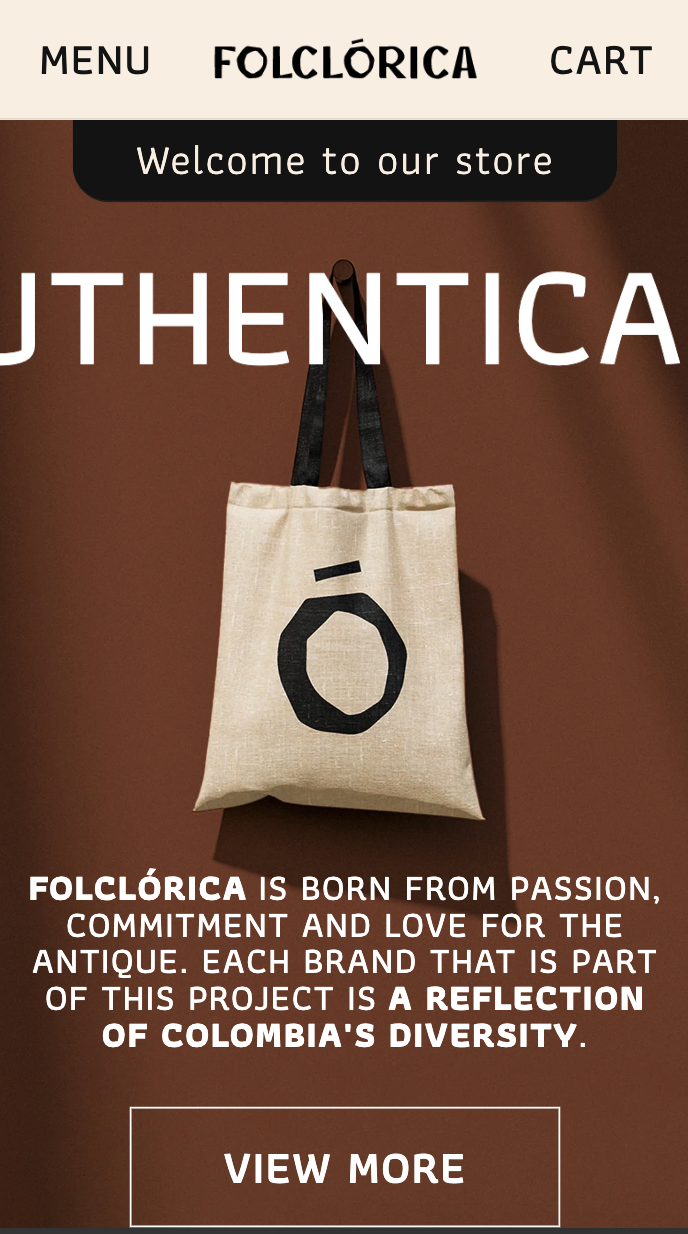 MENU FOLCLÓRICA CART
Welcome to our store
UTHENTICA
Ó
FOLCLÓRICA IS BORN FROM PASSION,
COMMITMENT AND LOVE FOR THE
ANTIQUE. EACH BRAND THAT IS PART
OF THIS PROJECT IS A REFLECTION
OF COLOMBIA'S DIVERSITY.
VIEW MORE